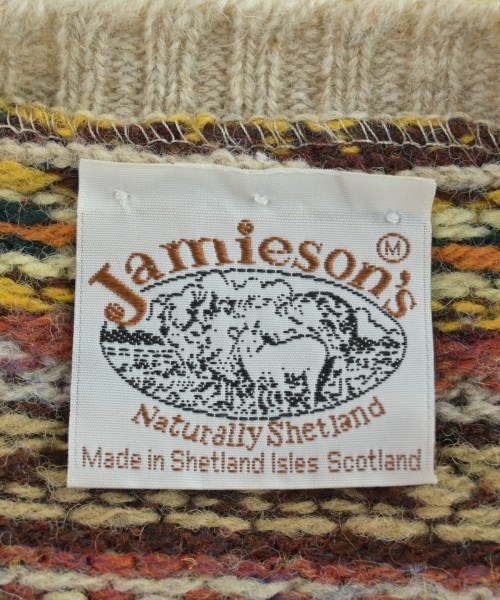 Jamieson's M
Naturally Shetland
Made in Shetland Isles Scotland